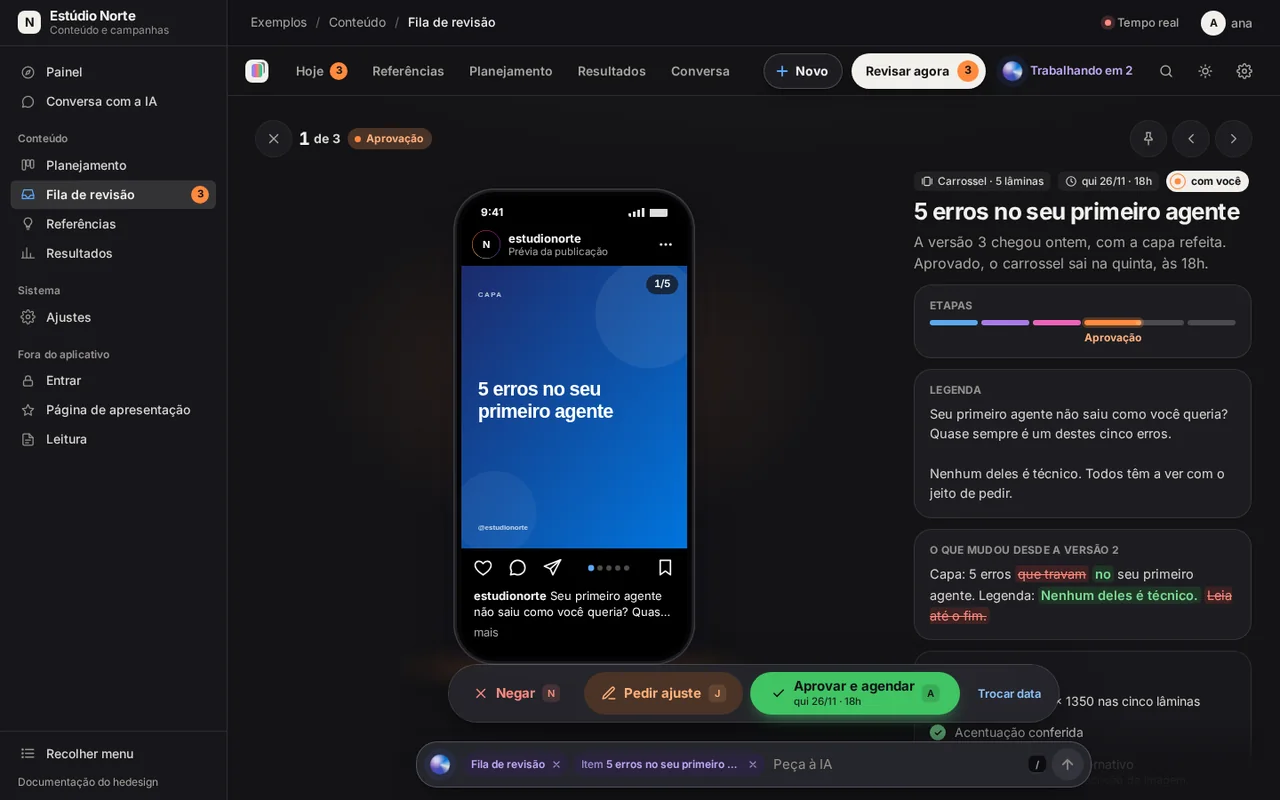 N
Estúdio Norte
Conteúdo e campanhas
Painel
Conversa com a IA
Conteúdo
Planejamento
Fila de revisão 3
Referências
Resultados
Sistema
Ajustes
Fora do aplicativo
Entrar
Página de apresentação
Leitura
Recolher menu
Documentação do hedesign
Exemplos / Conteúdo / Fila de revisão
Tempo real
A ana
Hoje 3 Referências Planejamento Resultados Conversa
Novo
Revisar agora 3
Trabalhando em 2
1 de 3 Aprovação
9:41
N
estudionorte
Prévia da publicação
1/5
CAPA
5 erros no seu
primeiro agente
@estudionorte
estudionorte Seu primeiro agente
não saiu como você queria? Quas...
mais
Carrossel · 5 lâminas
qui 26/11 · 18h
com você
5 erros no seu primeiro agente
A versão 3 chegou ontem, com a capa refeita.
Aprovado, o carrossel sai na quinta, às 18h.
ETAPAS
Aprovação
LEGENDA
Seu primeiro agente não saiu como você queria?
Quase sempre é um destes cinco erros.
Nenhum deles é técnico. Todos têm a ver com o
jeito de pedir.
O QUE MUDOU DESDE A VERSÃO 2
Capa: 5 erros que travam no seu primeiro
agente. Legenda: Nenhum deles é técnico. Leia
até o fim.
× 1350 nas cinco lâminas
Acentuação conferida
Negar N
Pedir ajuste J
Aprovar e agendar A
qui 26/11 · 18h
Trocar data
Fila de revisão ×
Item 5 erros no seu primeiro ... ×
Peça à IA
/